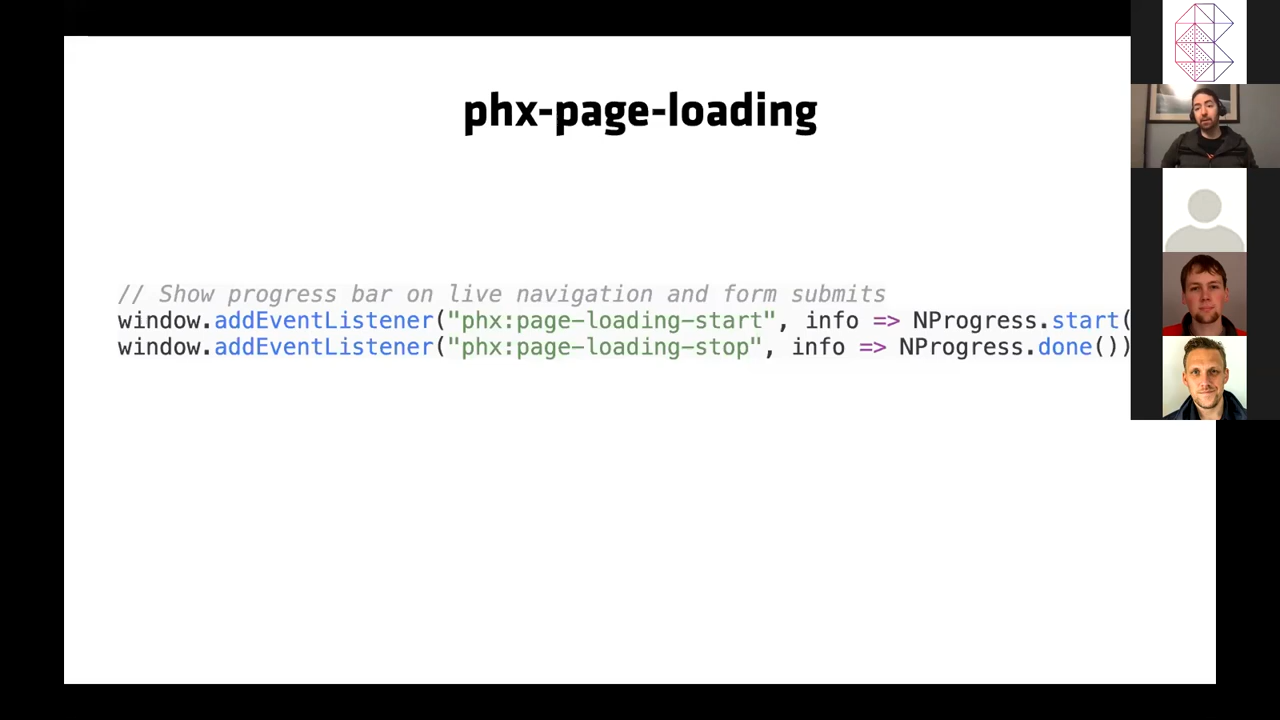 phx-page-loading
// Show progress bar on live navigation and form submits
window.addEventListener("phx:page-loading-start", info => NProgress.start(
window.addEventListener("phx:page-loading-stop", info => NProgress.done())